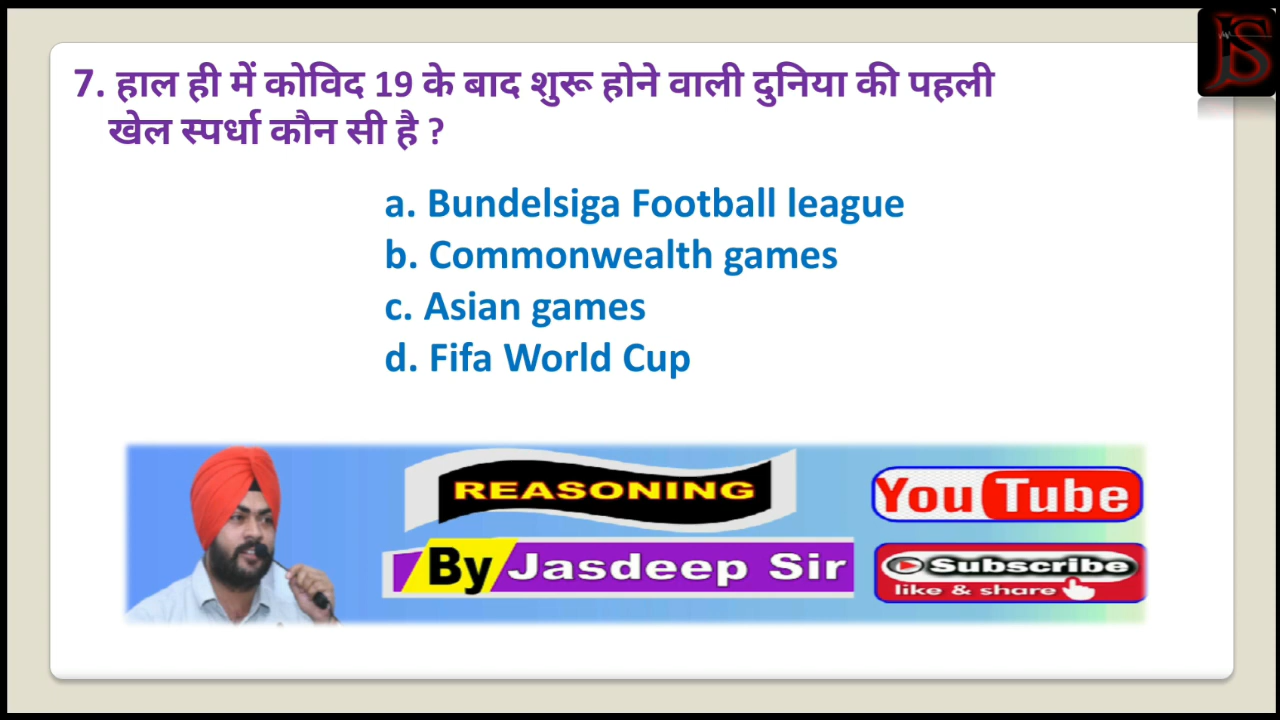 7. हाल ही में कोविद 19 के बाद शुरू होने वाली दुनिया की पहली
खेल स्पर्धा कौन सी है ?
a. Bundelsiga Football league
b. Commonwealth games
c. Asian games
d. Fifa World Cup
REASONING
By Jasdeep Sir
YouTube
Subscribe
like & share
JS